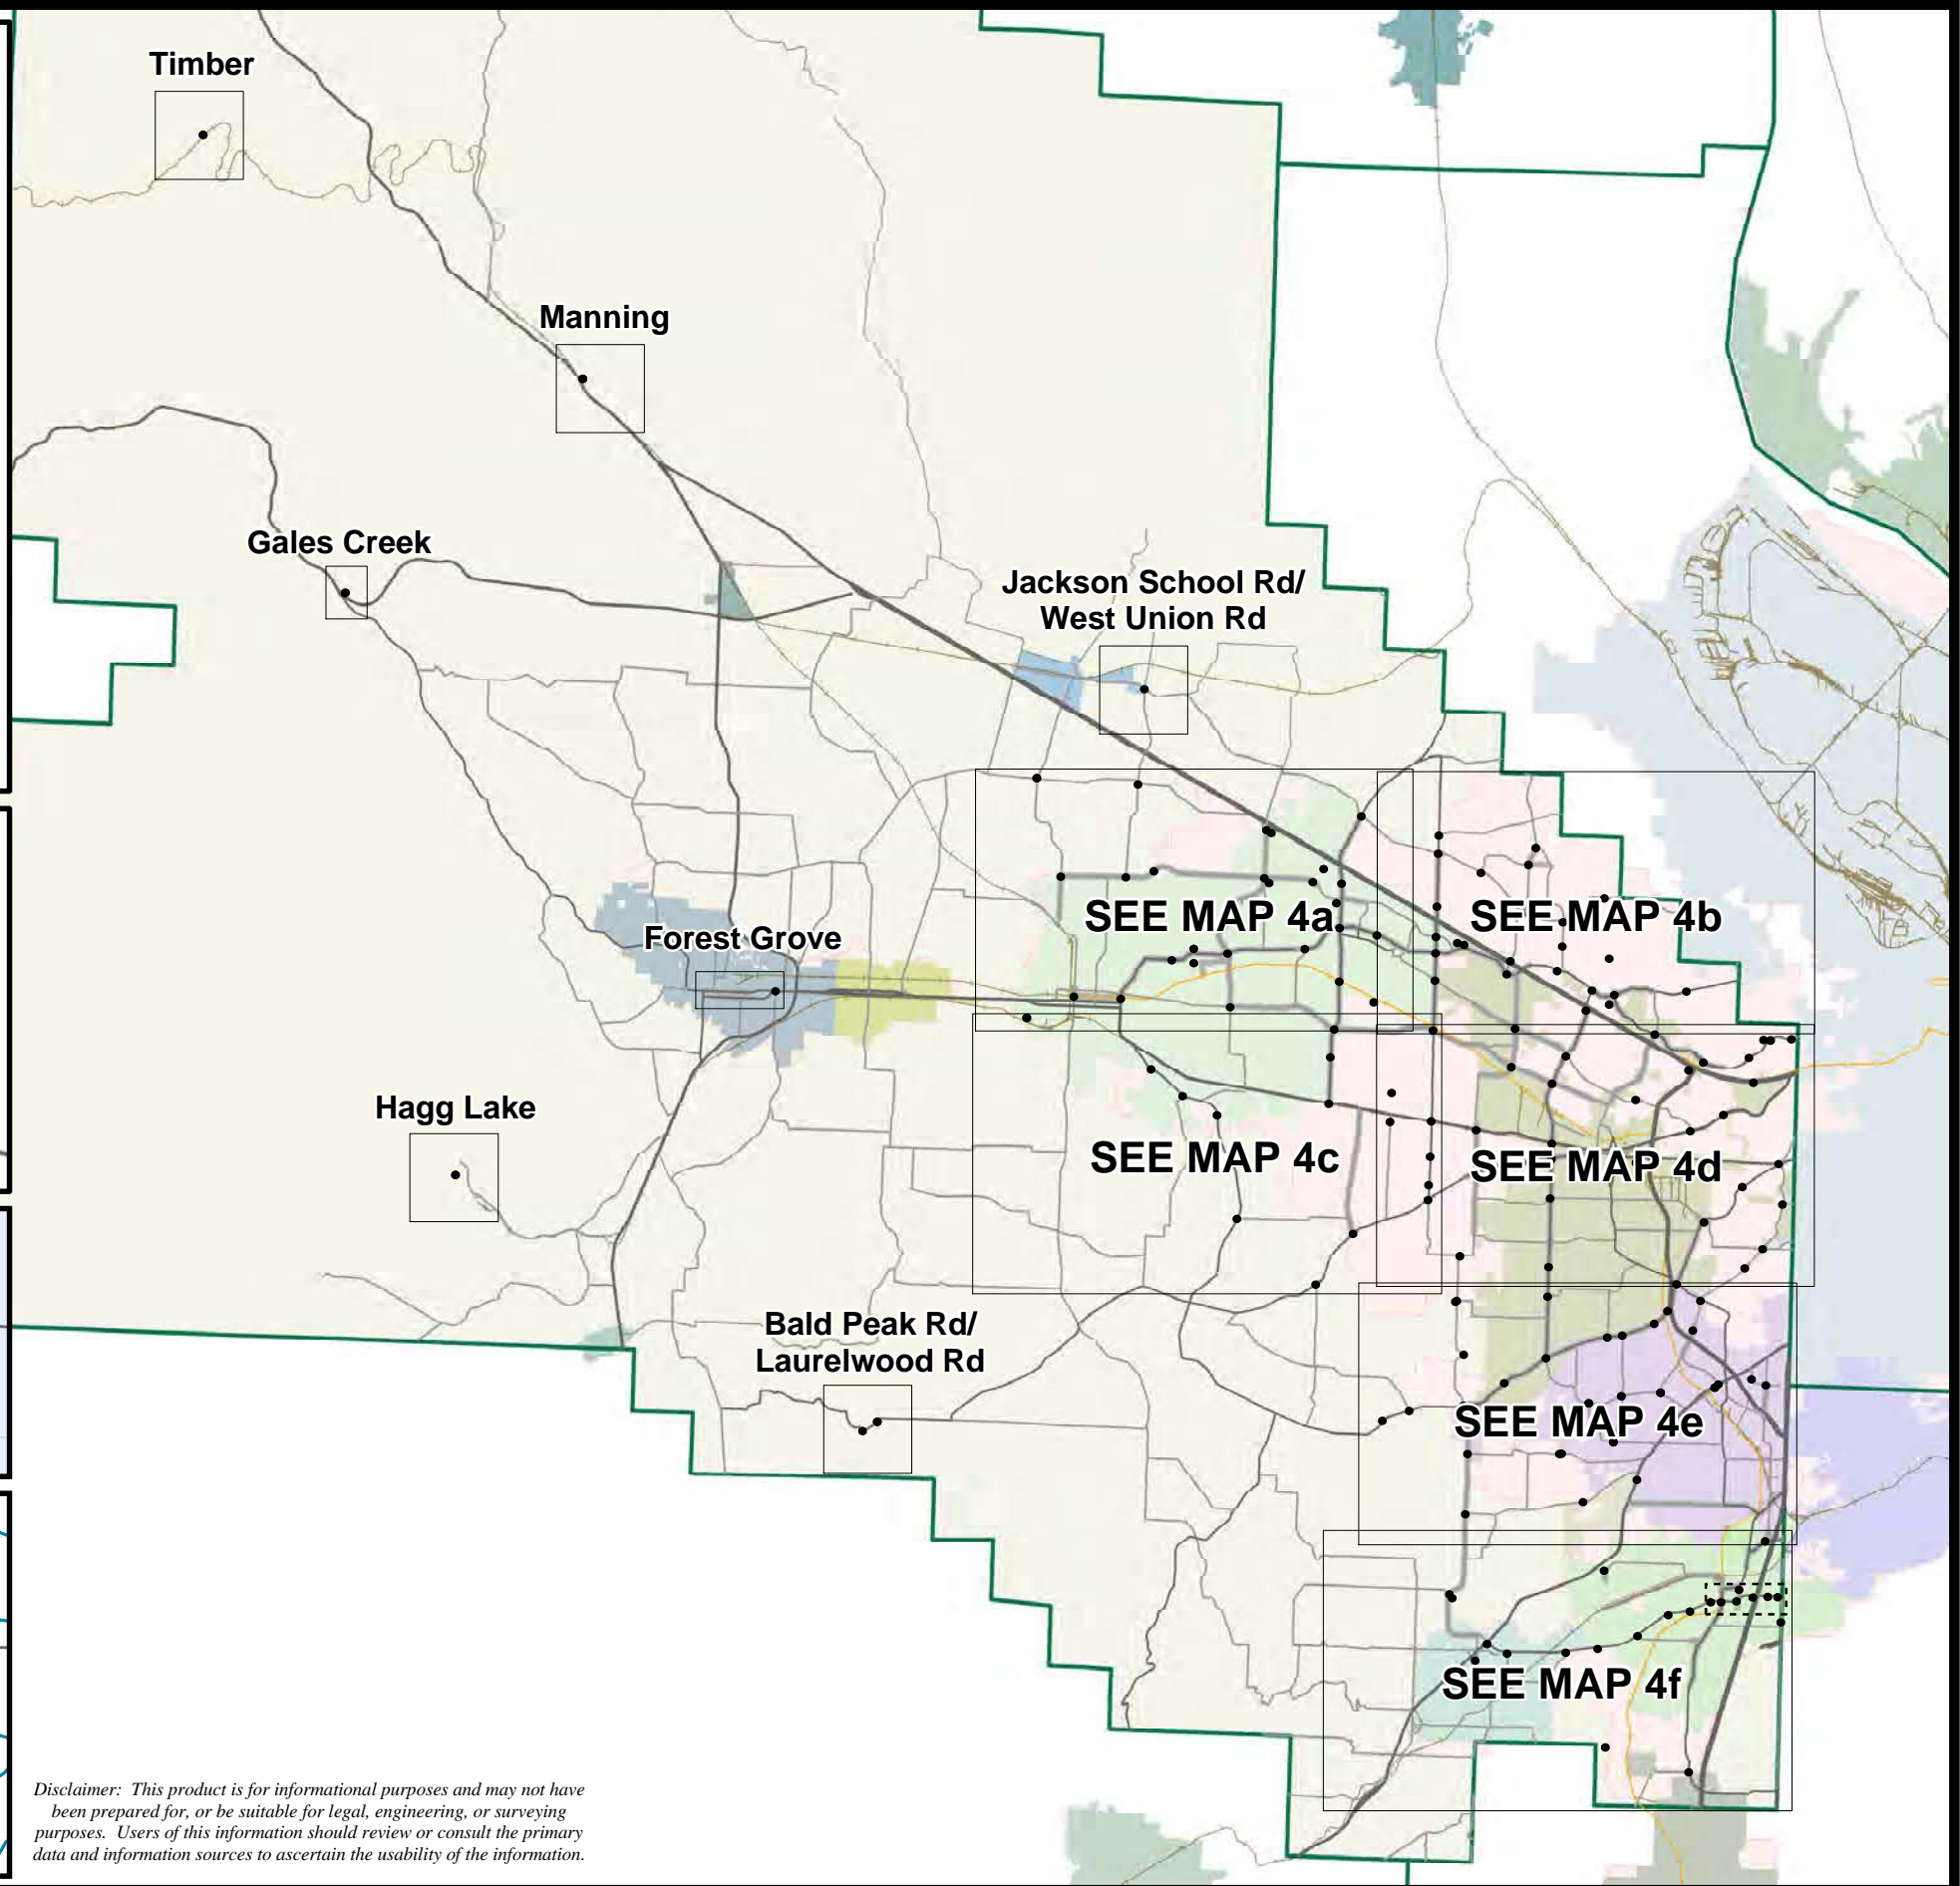 Timber
Manning
Gales Creek
Jackson School Rd/
West Union Rd
SEE MAP 4a
SEE MAP 4b
Forest Grove
Hagg Lake
SEE MAP 4c
SEE MAP 4d
Bald Peak Rd/
Laurelwood Rd
SEE MAP 4e
SEE MAP 4f
Disclaimer:  This product is for informational purposes and may not have
been prepared for, or be suitable for legal, engineering, or surveying
purposes.  Users of this information should review or consult the primary
data and information sources to ascertain the usability of the information.